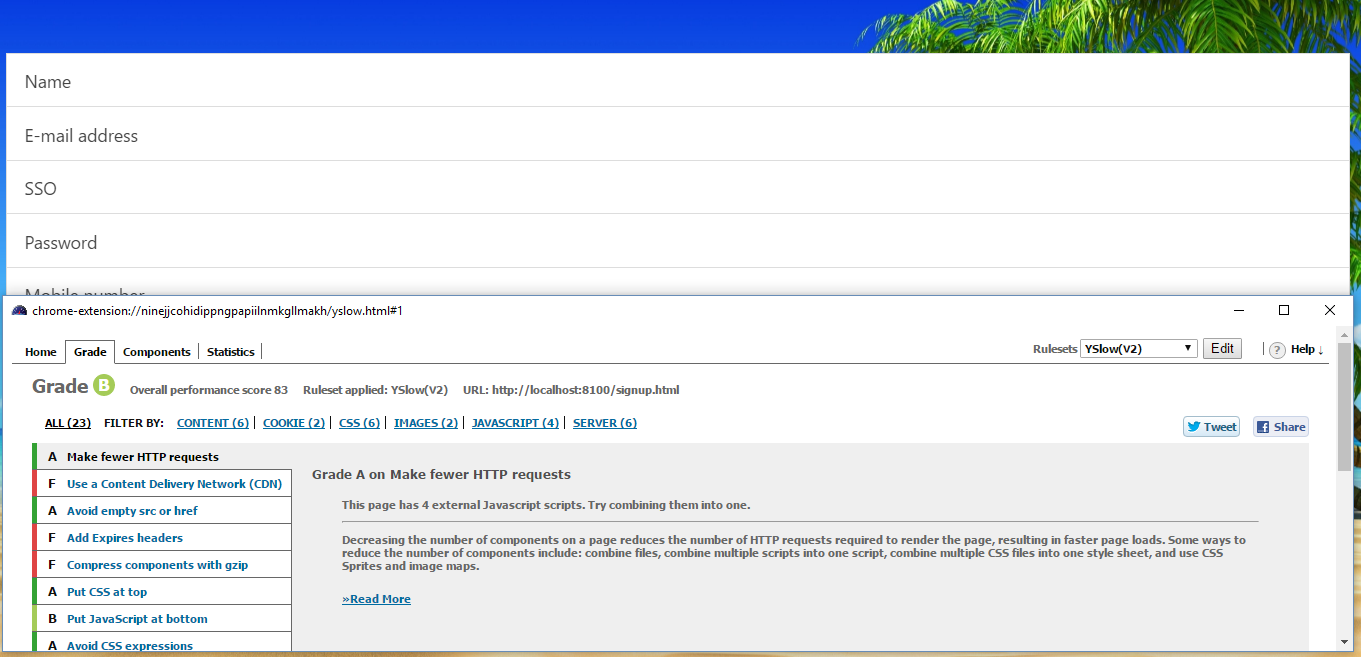 Name
E-mail address
SSO
Password
Mobile number
chrome-extension://ninejjcohidippngpapiilnmkgllmakh/yslow.html#1
Home Grade Components Statistics Rulesets YSlow(V2) Edit ? Help ↓
Grade B Overall performance score 83 Ruleset applied: YSlow(V2) URL: http://localhost:8100/signup.html
ALL (23) FILTER BY: CONTENT (6) COOKIE (2) CSS (6) IMAGES (2) JAVASCRIPT (4) SERVER (6) Tweet Share
A Make fewer HTTP requests
F Use a Content Delivery Network (CDN)
A Avoid empty src or href
F Add Expires headers
F Compress components with gzip
A Put CSS at top
B Put JavaScript at bottom
A Avoid CSS expressions
Grade A on Make fewer HTTP requests
This page has 4 external Javascript scripts. Try combining them into one.
Decreasing the number of components on a page reduces the number of HTTP requests required to render the page, resulting in faster page loads. Some ways to
reduce the number of components include: combine files, combine multiple scripts into one script, combine multiple CSS files into one style sheet, and use CSS
Sprites and image maps.
»Read More